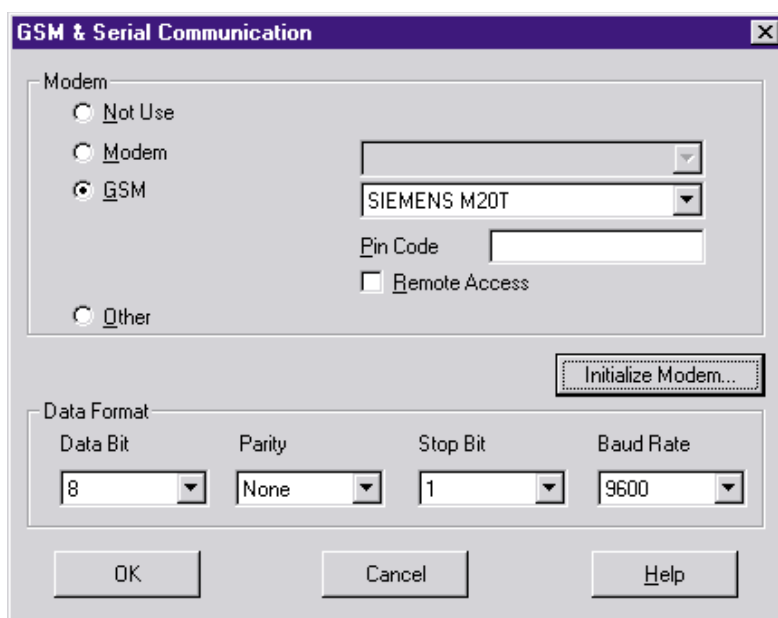 GSM & Serial Communication
Modem
Not Use
Modem
GSM
SIEMENS M20T
Pin Code
Remote Access
Other
Initialize Modem...
Data Format
Data Bit Parity Stop Bit Baud Rate
8 None 1 9600
OK Cancel Help